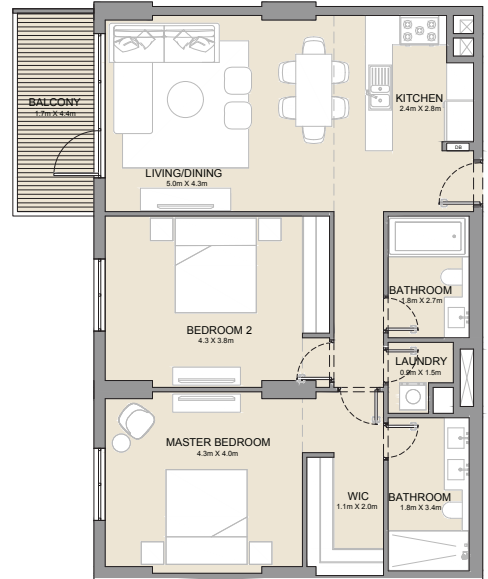 BALCONY
1.7m X 4.4m
KITCHEN
2.4m X 2.8m
DB
LIVING/DINING
5.0m X 4.3m
BATHROOM
1.8m X 2.7m
BEDROOM 2
4.3 X 3.8m
LAUNDRY
0.9m X 1.5m
MASTER BEDROOM
4.3m X 4.0m
WIC
1.1m X 2.0m
BATHROOM
1.8m X 3.4m